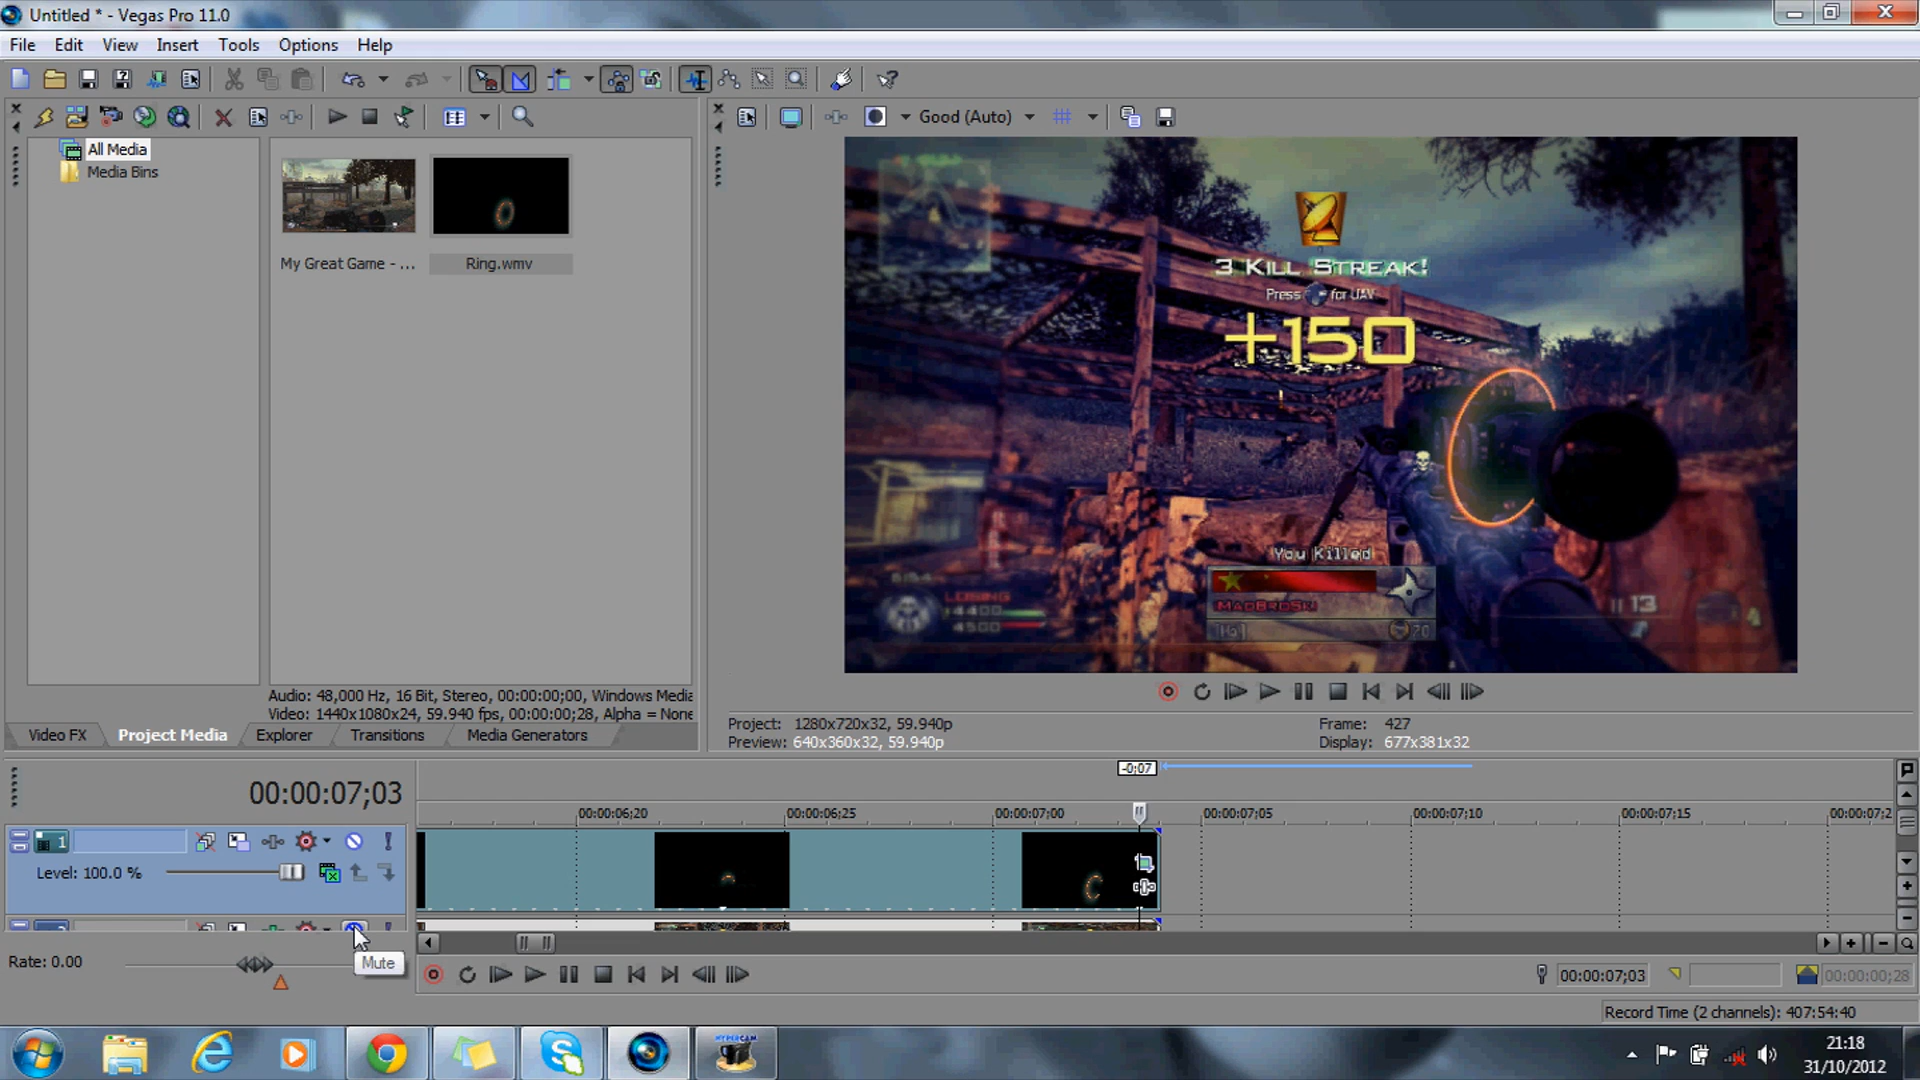 Untitled * - Vegas Pro 11.0
File Edit View Insert Tools Options Help
Good (Auto)
All Media
Media Bins
My Great Game - ...
Ring.wmv
3 Kill Streak!
Press for UAV
+150
You Killed
MadBroSki
LOSING
4400
4500
13
Audio: 48,000 Hz, 16 Bit, Stereo, 00:00:00;00, Windows Media
Video: 1440x1080x24, 59.940 fps, 00:00:00;28, Alpha = None
Video FX Project Media Explorer Transitions Media Generators
Project: 1280x720x32, 59.940p
Preview: 640x360x32, 59.940p
Frame: 427
Display: 677x381x32
00:00:07;03
-0;07
00:00:06;20 00:00:06;25 00:00:07;00 00:00:07;05 00:00:07;10 00:00:07;15 00:00:07;2
1
Level: 100.0 %
Mute
Rate: 0.00
00:00:07;03
00:00:00;28
Record Time (2 channels): 407:54:40
HYPERCAM
21:18
31/10/2012